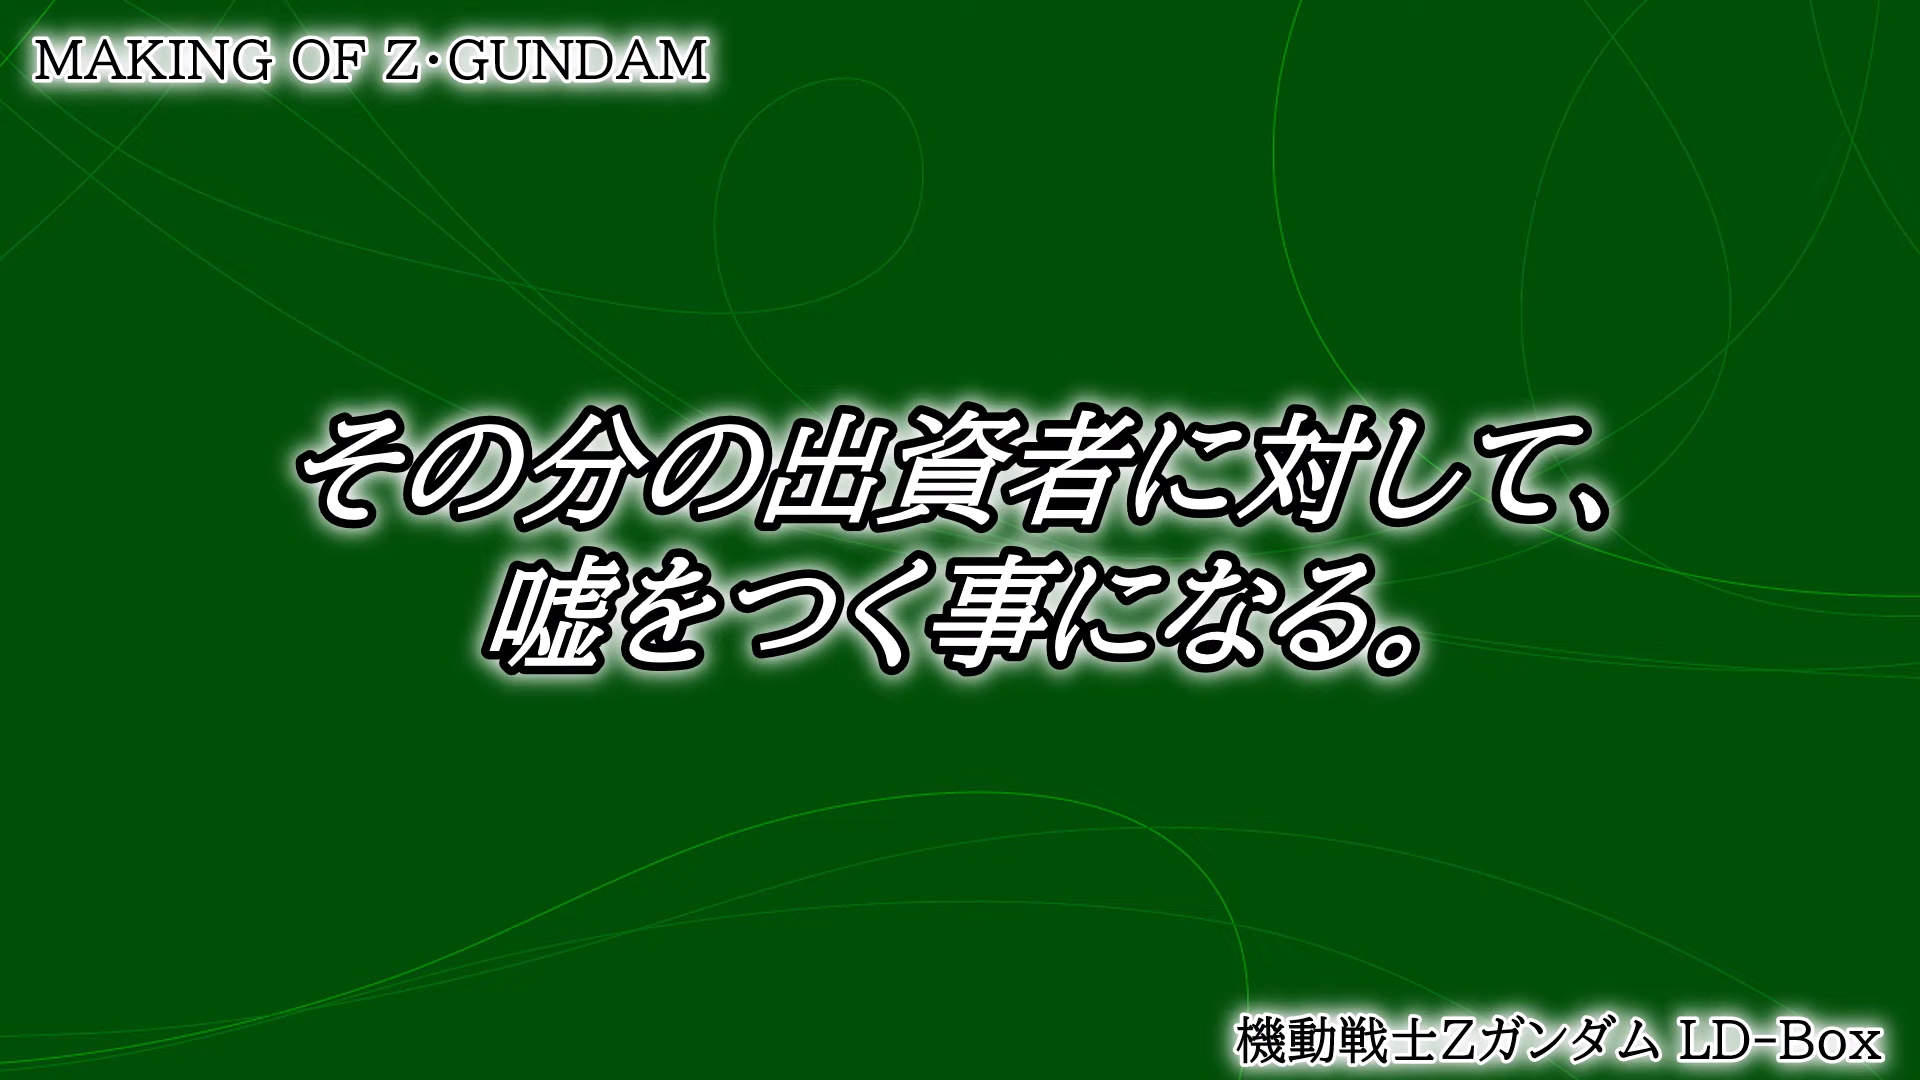 MAKING OF Z・GUNDAM
その分の出資者に対して、
嘘をつく事になる。
機動戦士Zガンダム LD-Box